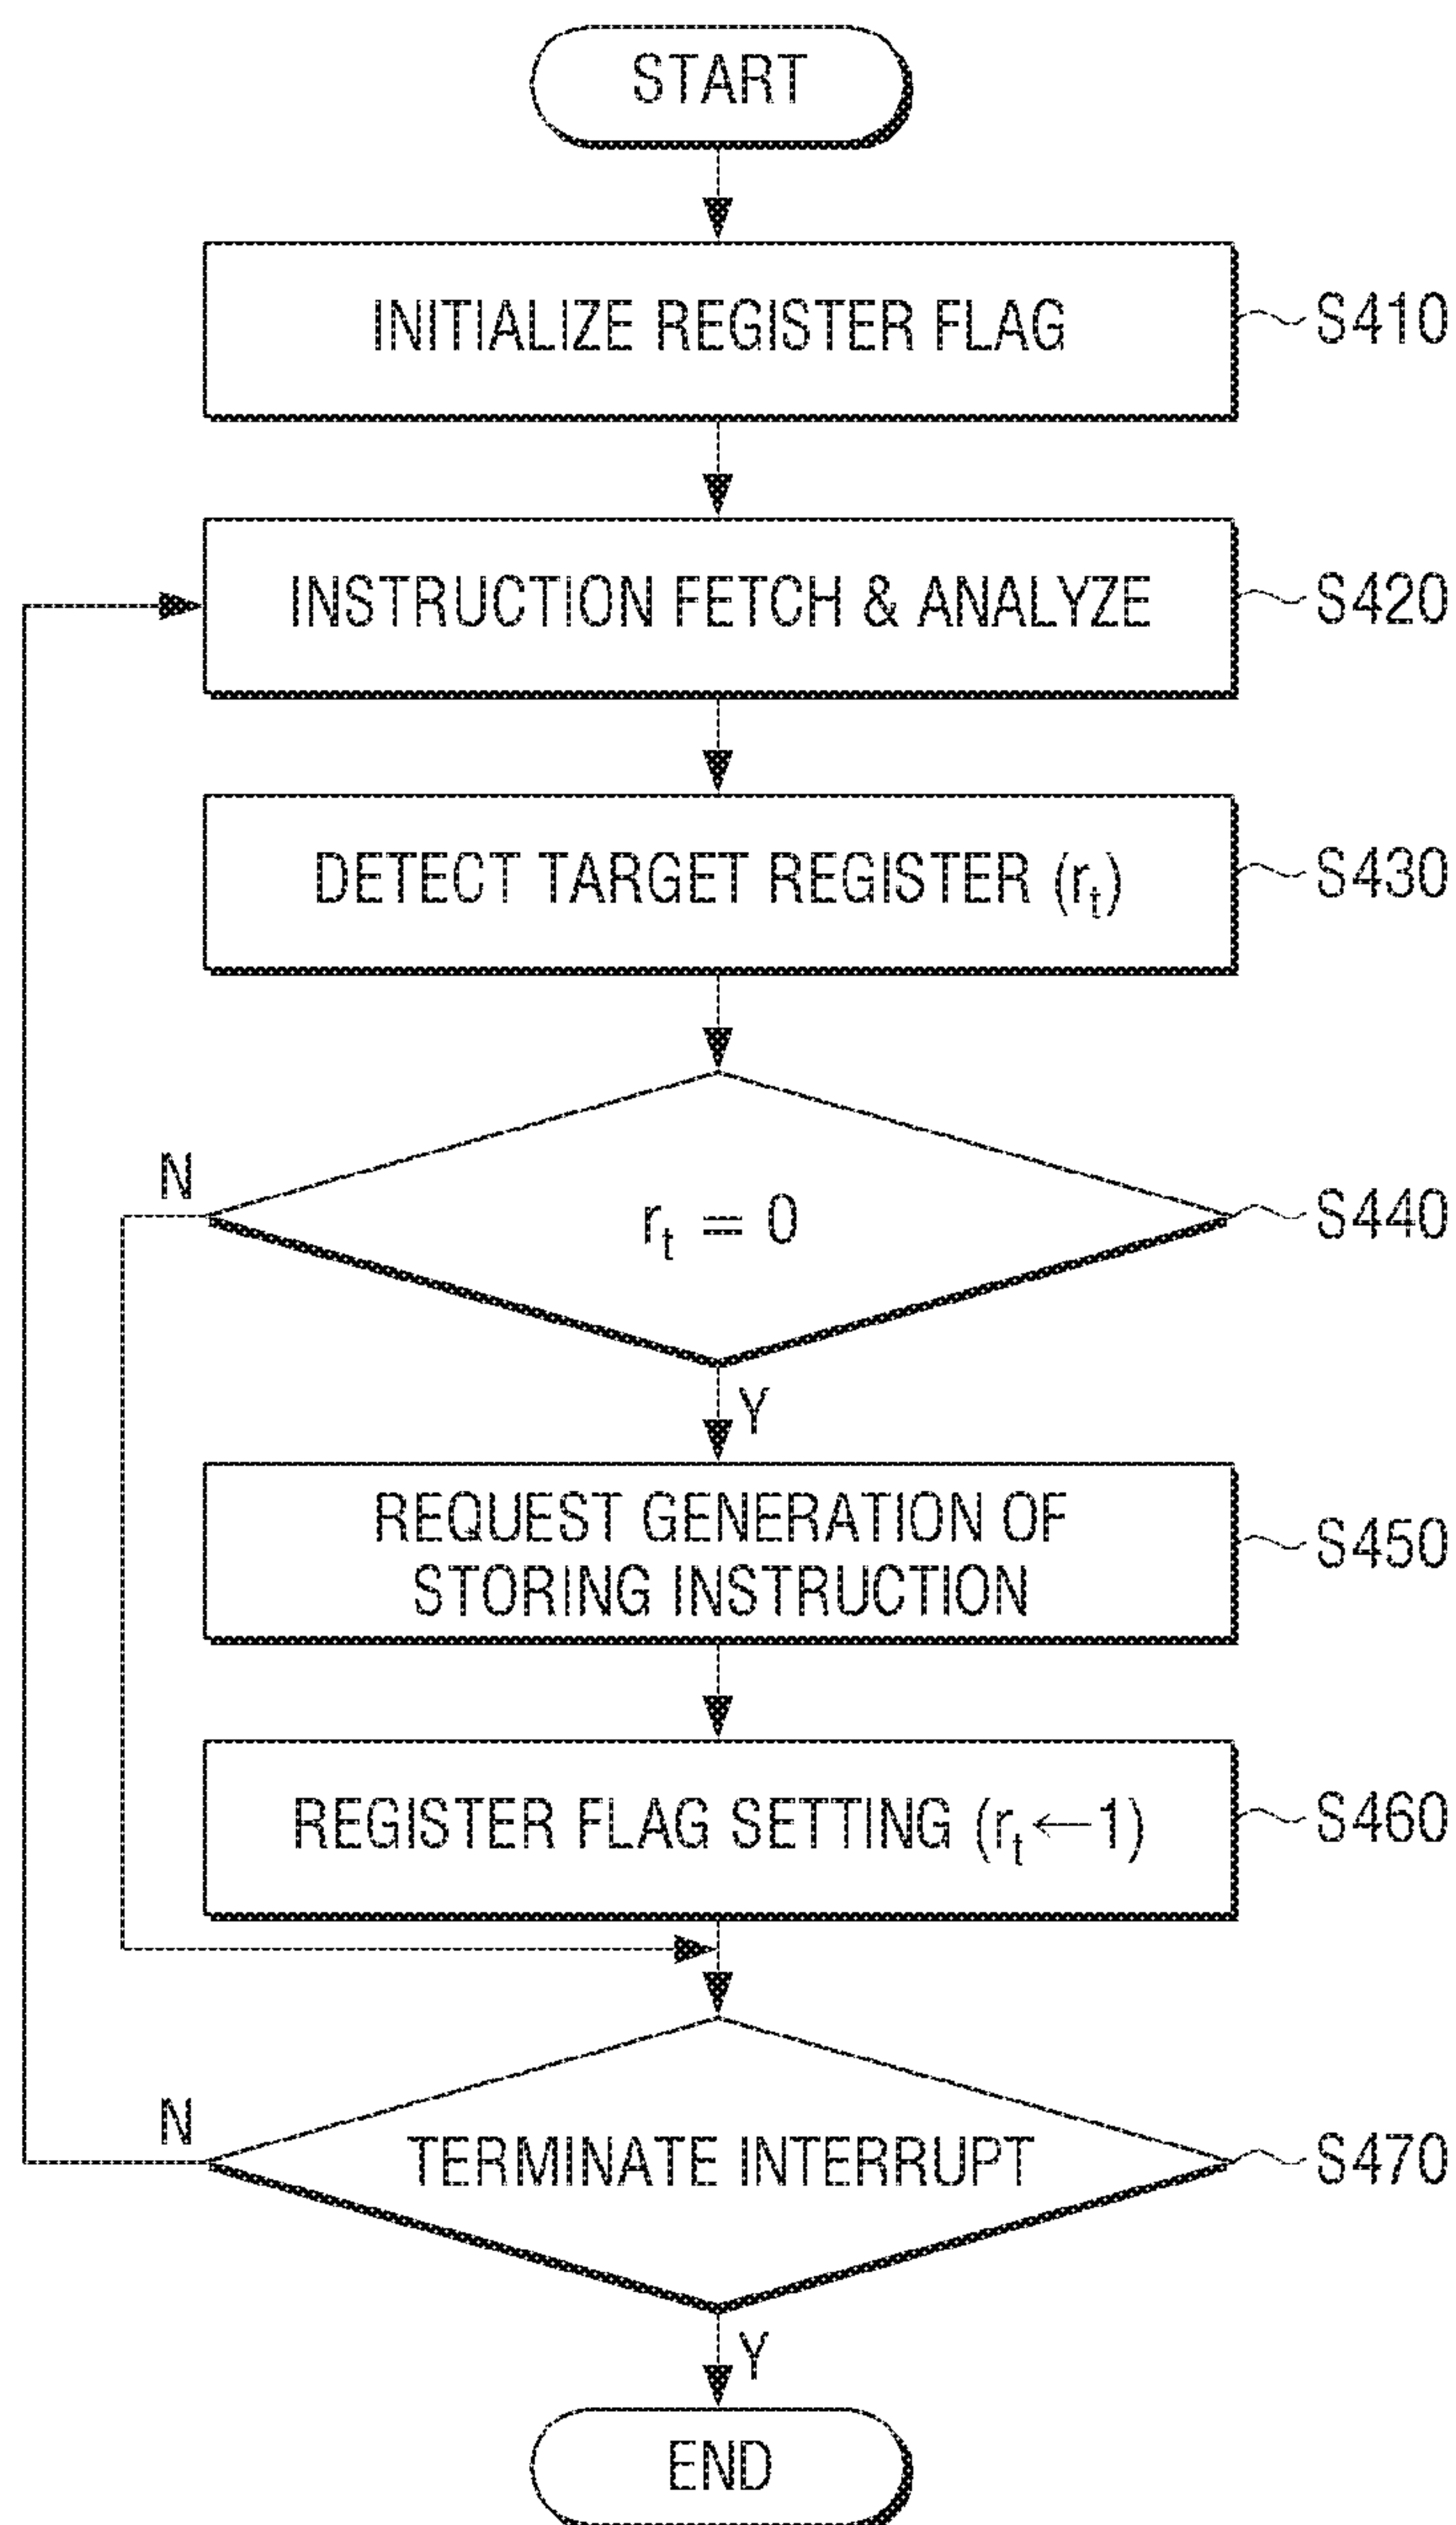 START
INITIALIZE REGISTER FLAG
S410
INSTRUCTION FETCH & ANALYZE
S420
DETECT TARGET REGISTER (rt)
S430
N
rt = 0
S440
Y
REQUEST GENERATION OF
STORING INSTRUCTION
S450
REGISTER FLAG SETTING (rt←1)
S460
N
TERMINATE INTERRUPT
S470
Y
END